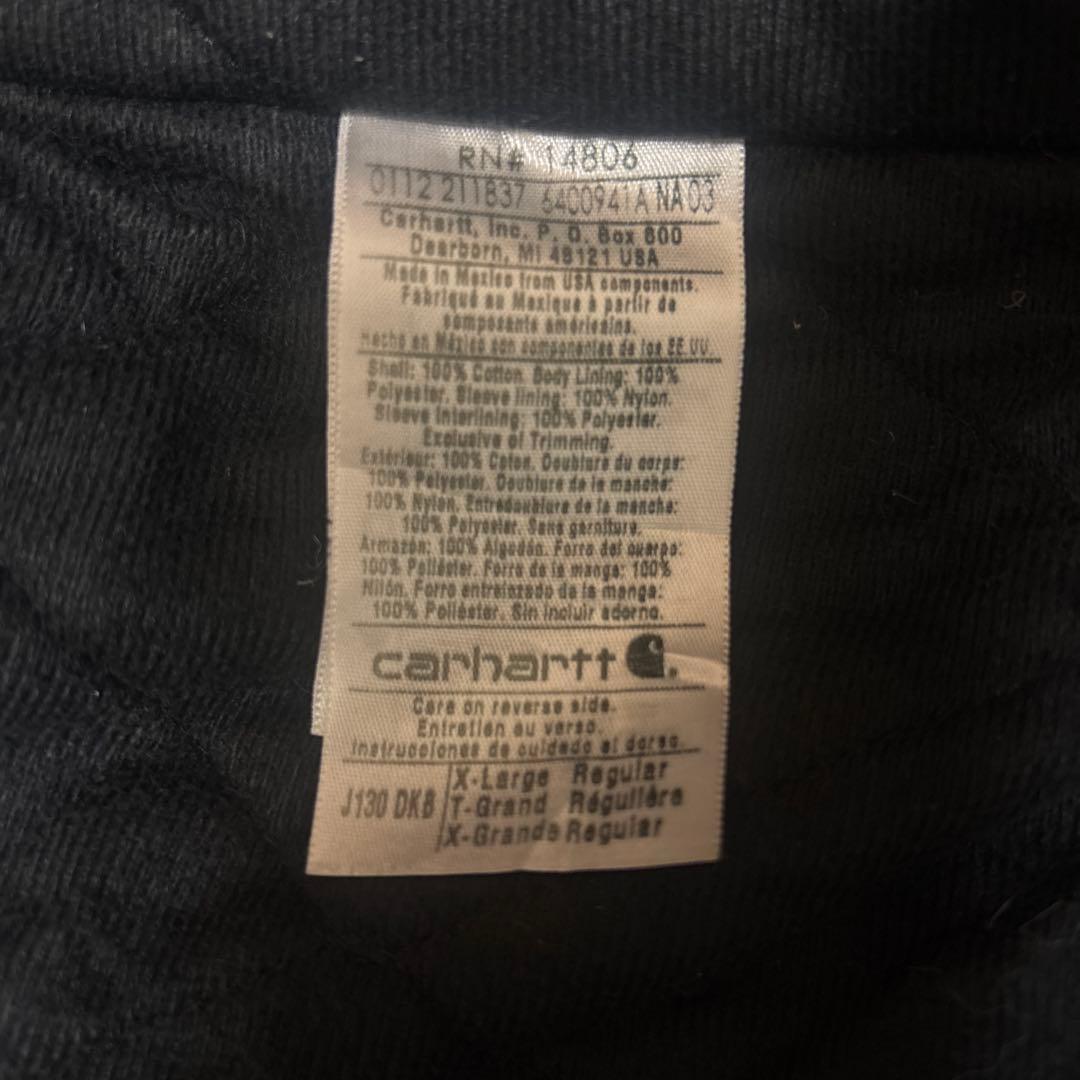 RN# 14806
0112 211837 6400941A NA 03
Carhartt, Inc. P. O. Box 600
Dearborn, MI 48121 USA
Made in Mexico from USA components.
Fabriqué au Mexique à partir de
composants américains.
Hecho en México con componentes de los EE.UU.
Shell: 100% Cotton. Body Lining: 100%
Polyester. Sleeve lining: 100% Nylon.
Sleeve Interlining: 100% Polyester.
Exclusive of Trimming.
Extérieur: 100% Coton. Doublure du corps:
100% Polyester. Doublure de la manche:
100% Nylon. Entredoublure de la manche:
100% Polyester. Sans garniture.
Armazón: 100% Algodón. Forro del cuerpo:
100% Poliéster. Forro de la manga: 100%
Nilón. Forro entrelazado de la manga:
100% Poliéster. Sin incluir adorno.
carhartt
Care on reverse side.
Entretien au verso.
Instrucciones de cuidado al dorso.
J130 DKB
X-Large Regular
T-Grand Régulière
X-Grande Regular